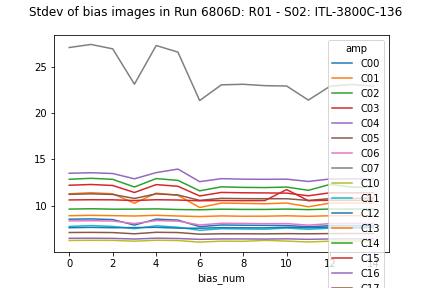 Stdev of bias images in Run 6806D: R01 - S02: ITL-3800C-136
amp
C00
C01
C02
C03
C04
C05
C06
C07
C10
C11
C12
C13
C14
C15
C16
C17
25
20
15
10
0
2
4
6
8
10
bias_num